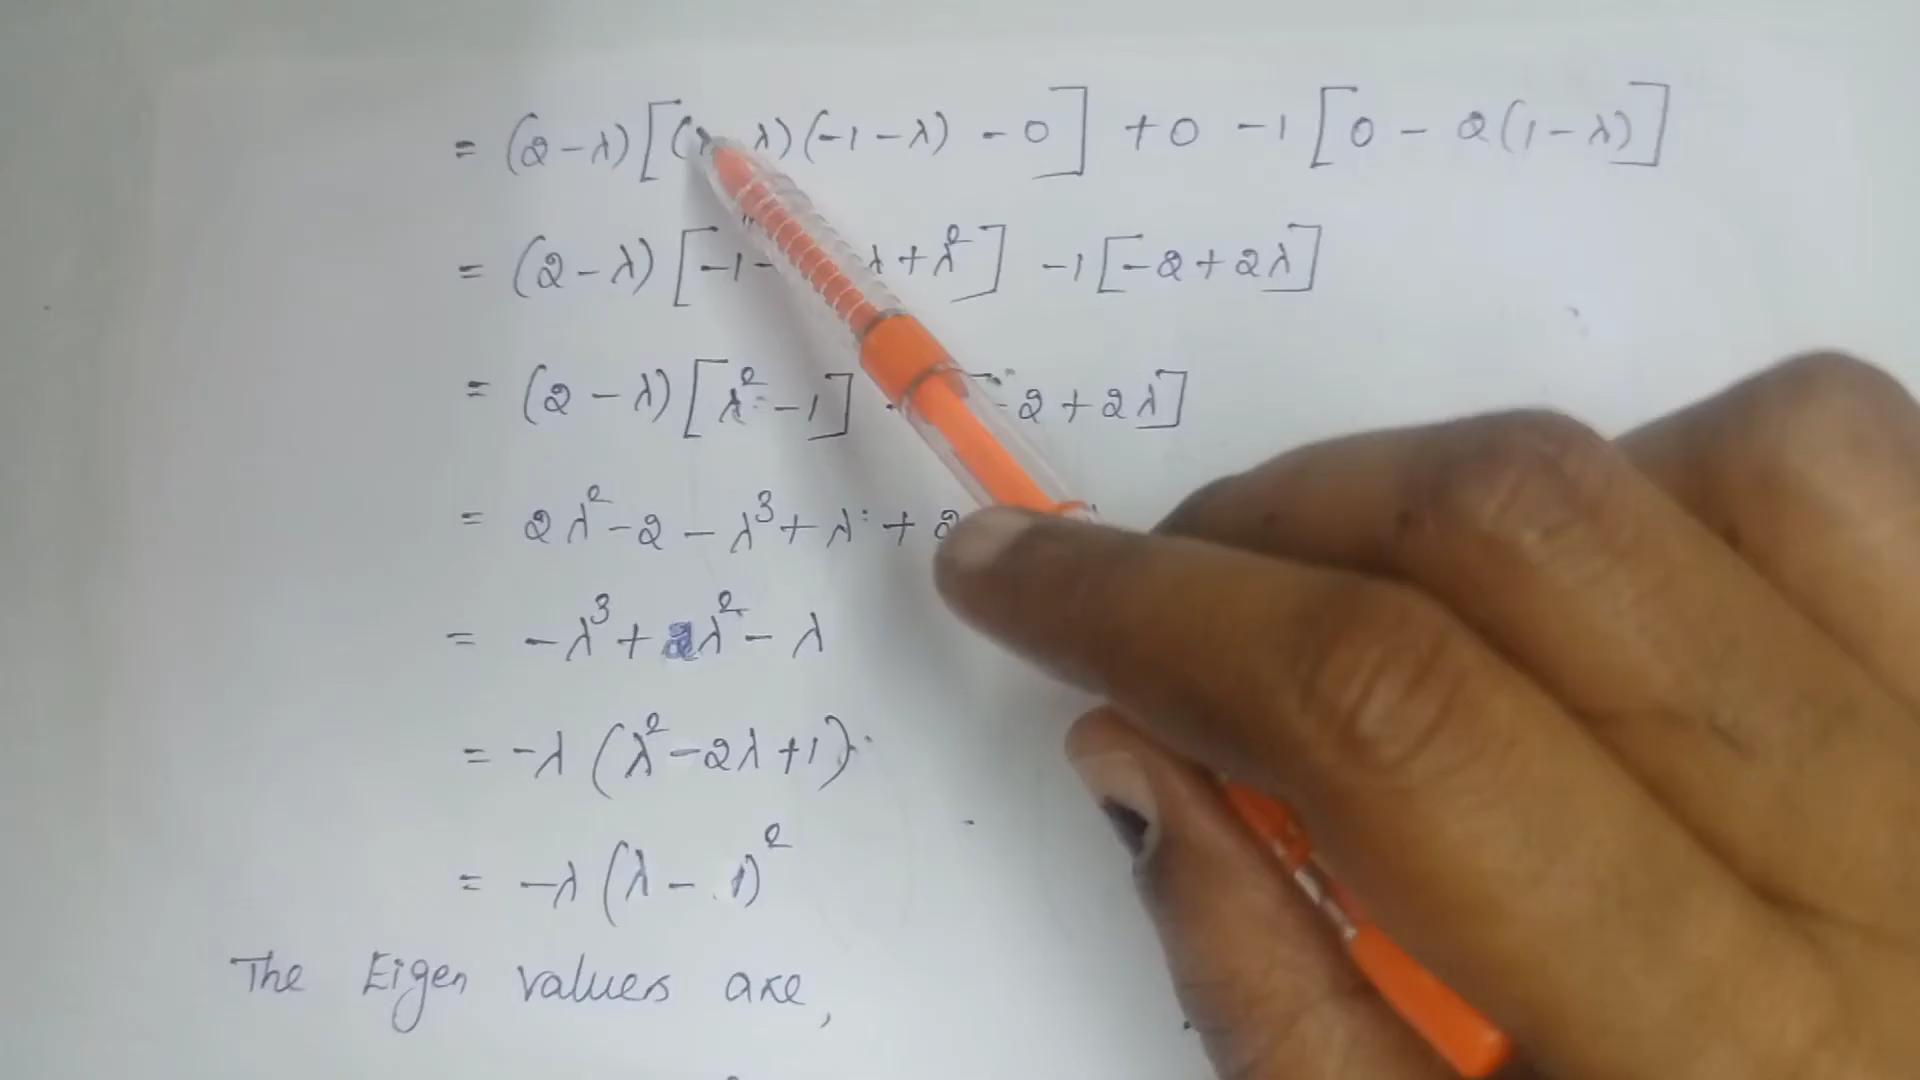 = (2-λ) [( λ)(-1-λ) -0] +0 -1 [0 - 2(1-λ)]
= (2-λ) [-1- λ+λ²] -1[-2+2λ]
= (2-λ) [λ²-1] -2+2λ]
= 2λ²-2-λ³+λ+2
= -λ³+2λ²-λ
= -λ (λ²-2λ+1)
= -λ (λ-1)²
The Eigen values are,